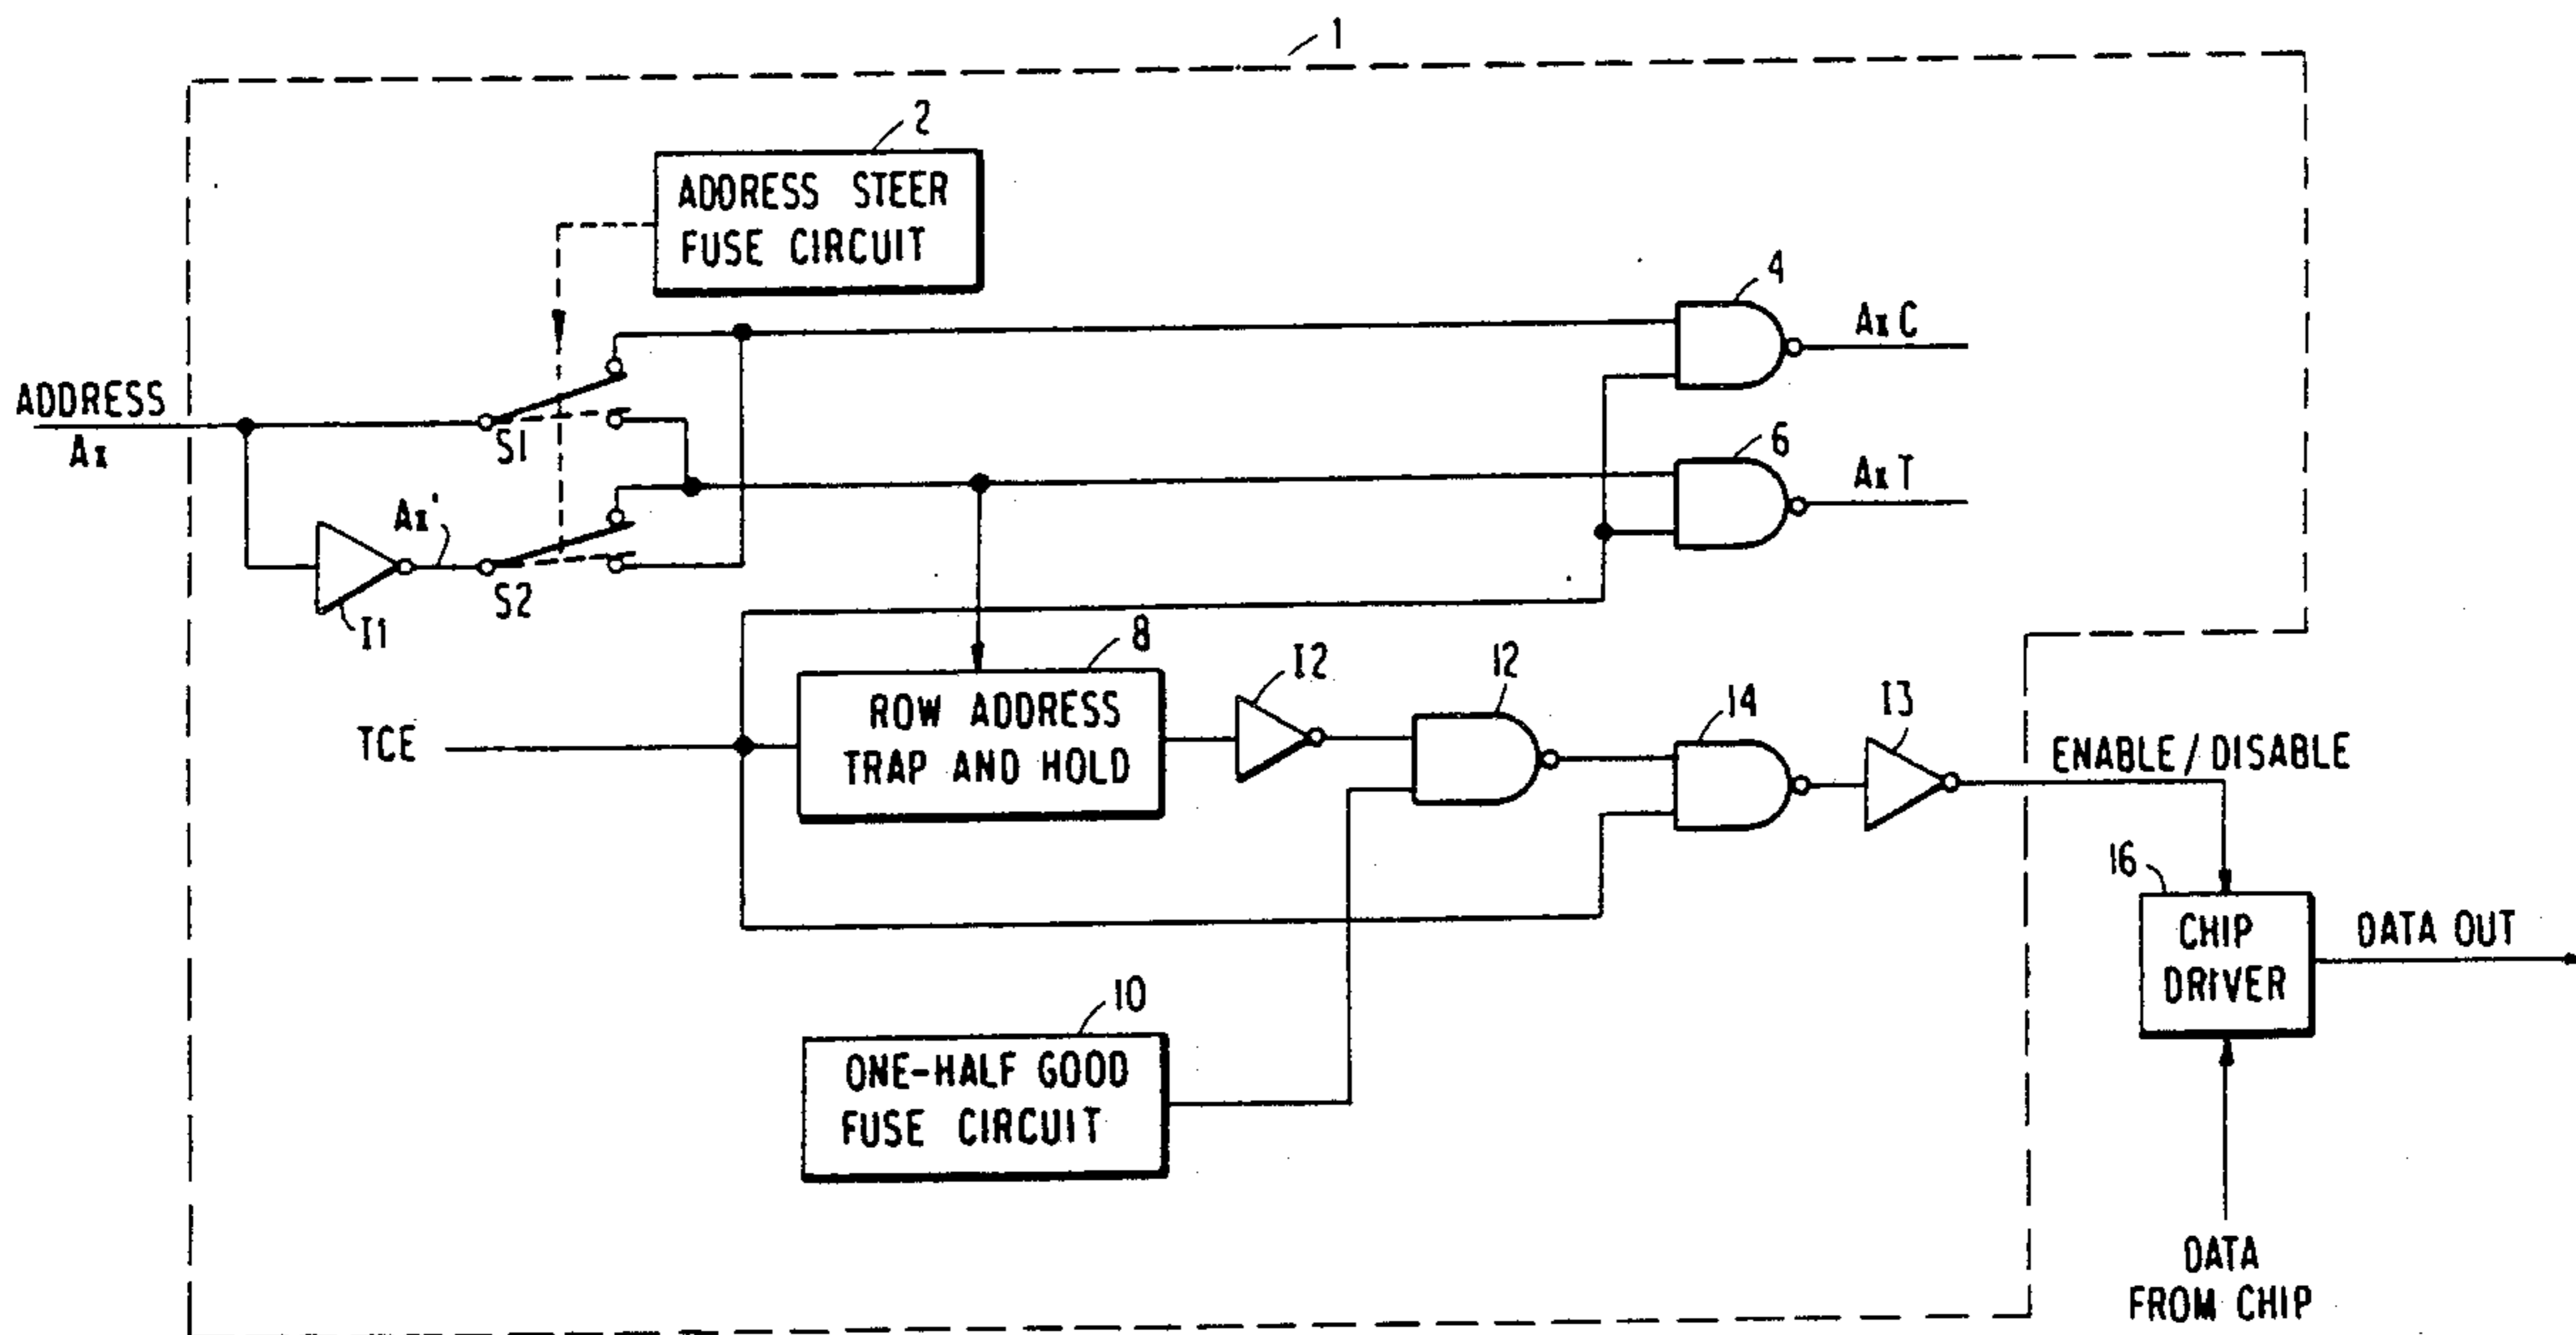 1
2
ADDRESS STEER
FUSE CIRCUIT
4
AxC
ADDRESS
Ax
S1
6
AxT
Ax'
S2
I1
8
I2
12
14
I3
ROW ADDRESS
TRAP AND HOLD
TCE
ENABLE/DISABLE
16
CHIP
DRIVER
DATA OUT
10
ONE-HALF GOOD
FUSE CIRCUIT
DATA
FROM CHIP